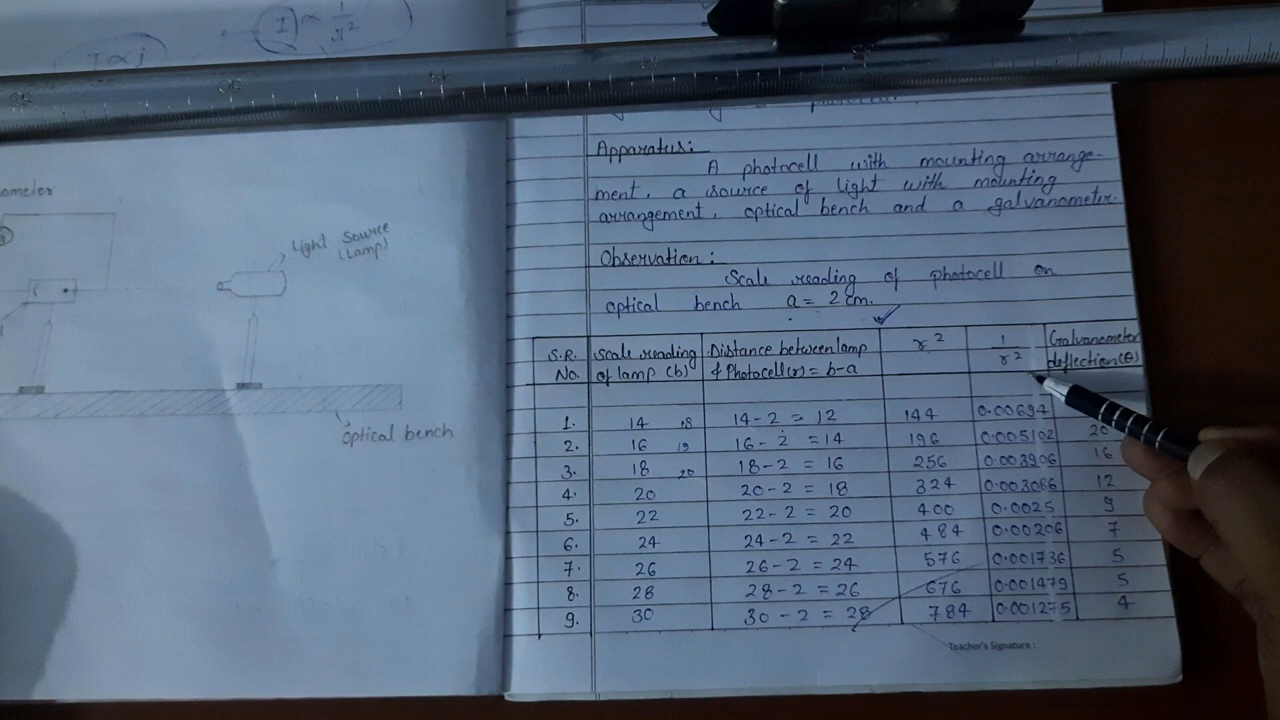 I ∝ 1/r²
I ∝ i
ometer
Light Source
(Lamp)
optical bench
Apparatus:
A photocell with mounting arrange-
ment, a source of light with mounting
arrangement, optical bench and a galvanometer.
Observation:
Scale reading of photocell on
optical bench a = 2 cm.
S.R. No. | Scale reading of lamp (b) | Distance between lamp & Photocell (r) = b-a | r² | 1/r² | Galvanometer deflection (θ)
1. 14 18 14-2 = 12 144 0.00694
2. 16 19 16-2 = 14 196 0.005102 20
3. 18 20 18-2 = 16 256 0.003906 16
4. 20 20-2 = 18 324 0.003086 12
5. 22 22-2 = 20 400 0.0025 9
6. 24 24-2 = 22 484 0.00206 7
7. 26 26-2 = 24 576 0.001736 5
8. 28 28-2 = 26 676 0.001479 5
9. 30 30-2 = 28 784 0.001275 4
Teacher's Signature :